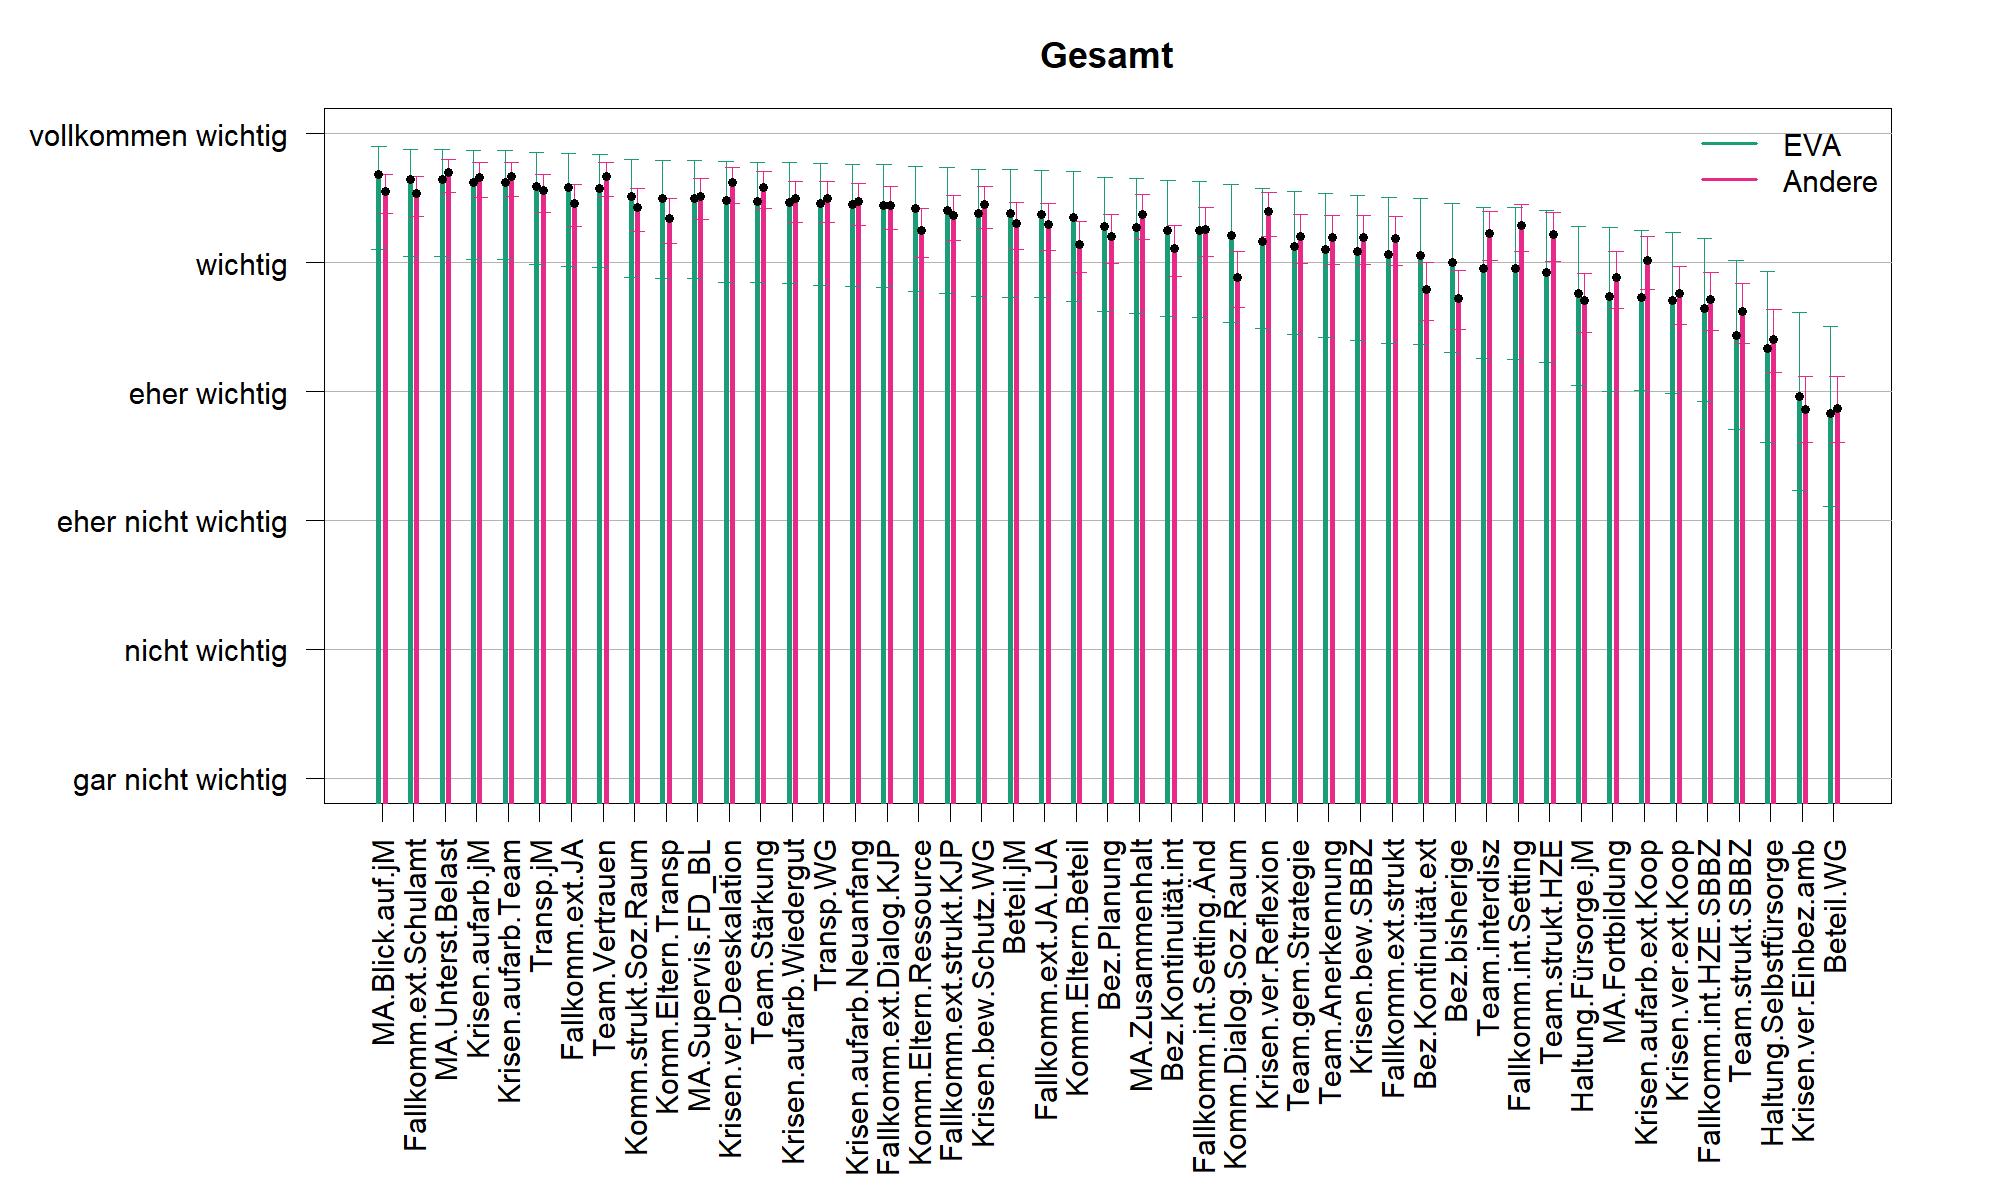 Gesamt
vollkommen wichtig
wichtig
eher wichtig
eher nicht wichtig
nicht wichtig
gar nicht wichtig
EVA
Andere
MA.Blick.auf.jM
Fallkomm.ext.Schulamt
MA.Unterst.Belast
Krisen.aufarb.jM
Krisen.aufarb.Team
Transp.jM
Fallkomm.ext.JA
Team.Vertrauen
Komm.strukt.Soz.Raum
Komm.Eltern.Transp
MA.Supervis.FD_BL
Krisen.ver.Deeskalation
Team.Stärkung
Krisen.aufarb.Wiedergut
Transp.WG
Krisen.aufarb.Neuanfang
Fallkomm.ext.Dialog.KJP
Komm.Eltern.Ressource
Fallkomm.ext.strukt.KJP
Krisen.bew.Schutz.WG
Beteil.jM
Fallkomm.ext.JA.LJA
Komm.Eltern.Beteil
Bez.Planung
MA.Zusammenhalt
Bez.Kontinuität.int
Fallkomm.int.Setting.Änd
Komm.Dialog.Soz.Raum
Krisen.ver.Reflexion
Team.gem.Strategie
Team.Anerkennung
Krisen.bew.SBBZ
Fallkomm.ext.strukt
Bez.Kontinuität.ext
Bez.bisherige
Team.interdisz
Fallkomm.int.Setting
Team.strukt.HZE
Haltung.Fürsorge.jM
MA.Fortbildung
Krisen.aufarb.ext.Koop
Krisen.ver.ext.Koop
Fallkomm.int.HZE.SBBZ
Team.strukt.SBBZ
Haltung.Selbstfürsorge
Krisen.ver.Einbez.amb
Beteil.WG